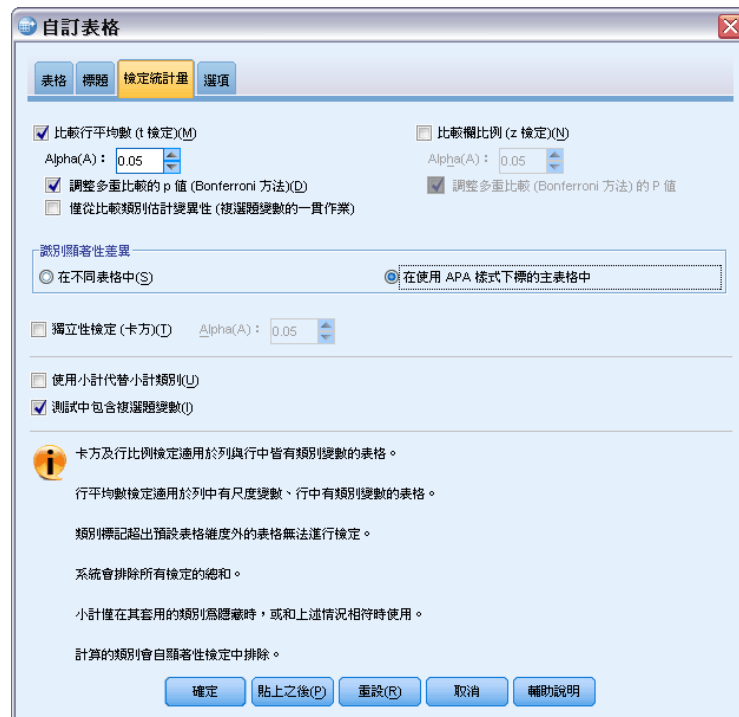 自訂表格
表格 標題 檢定統計量 選項
比較行平均數 (t 檢定)(M) 比較欄比例 (z 檢定)(N)
Alpha(A)： 0.05 Alpha(A)： 0.05
調整多重比較的 p 值 (Bonferroni 方法)(D) 調整多重比較 (Bonferroni 方法) 的 P 值
僅從比較類別估計變異性 (複選題變數的一貫作業)
識別顯著性差異
在不同表格中(S) 在使用 APA 樣式下標的主表格中
獨立性檢定 (卡方)(T) Alpha(A)： 0.05
使用小計代替小計類別(U)
測試中包含複選題變數(I)
卡方及行比例檢定適用於列與行中皆有類別變數的表格。
行平均數檢定適用於列中有尺度變數、行中有類別變數的表格。
類別標記超出預設表格維度外的表格無法進行檢定。
系統會排除所有檢定的總和。
小計僅在其套用的類別為隱藏時，或和上述情況相符時使用。
計算的類別會自顯著性檢定中排除。
確定 貼上之後(P) 重設(R) 取消 輔助說明